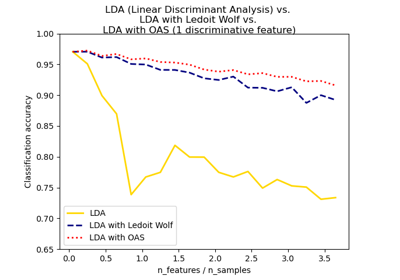 LDA (Linear Discriminant Analysis) vs.
LDA with Ledoit Wolf vs.
LDA with OAS (1 discriminative feature)
1.00
0.95
0.90
0.85
0.80
0.75
0.70
0.65
Classification accuracy
LDA
LDA with Ledoit Wolf
LDA with OAS
0.0 0.5 1.0 1.5 2.0 2.5 3.0 3.5
n_features / n_samples